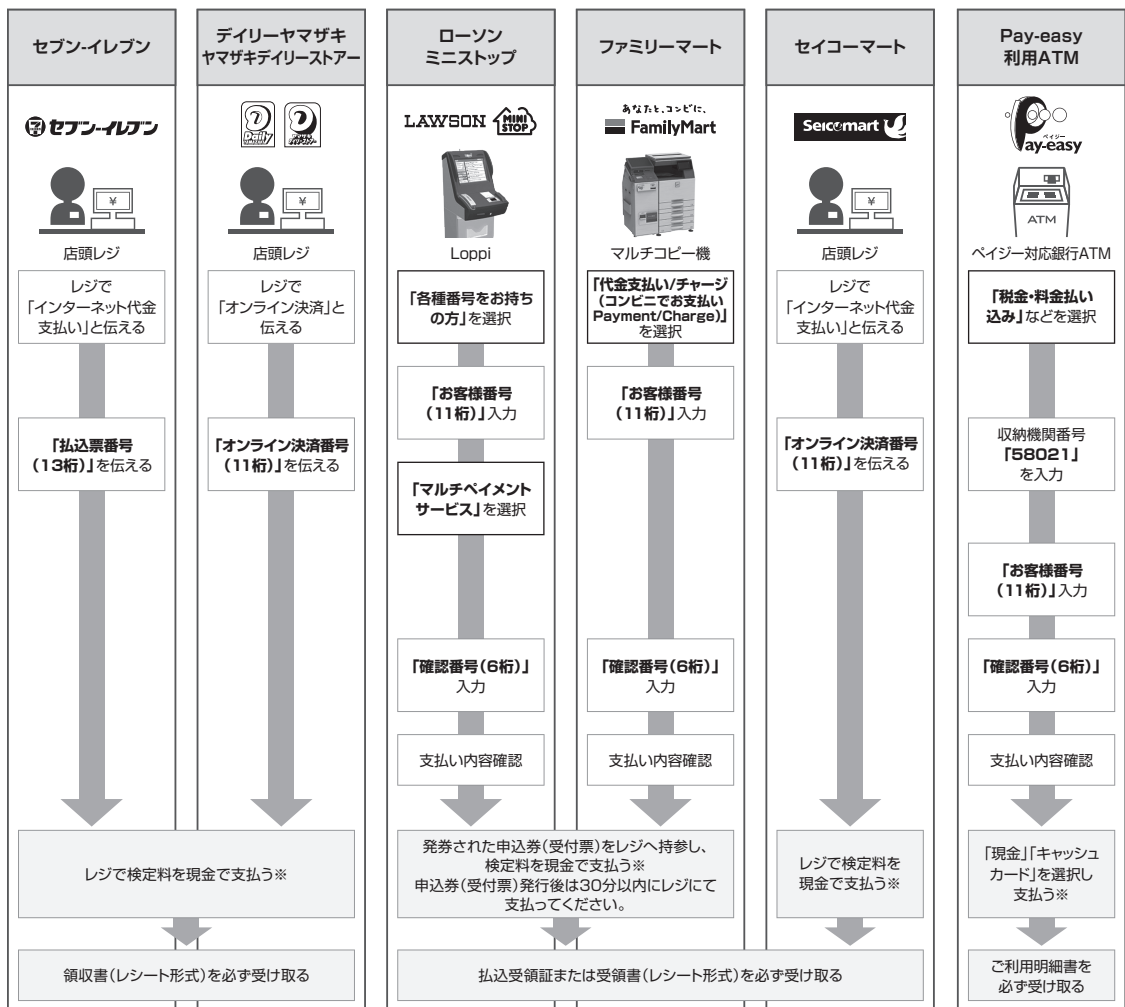 セブン-イレブン
セブン-イレブン
¥
店頭レジ
レジで
「インターネット代金
支払い」と伝える
「払込票番号
(13桁)」を伝える
デイリーヤマザキ
ヤマザキデイリーストアー
Daily
¥
店頭レジ
レジで
「オンライン決済」と
伝える
「オンライン決済番号
(11桁)」を伝える
レジで検定料を現金で支払う※
領収書(レシート形式)を必ず受け取る
ローソン
ミニストップ
LAWSON
MINI
STOP
Loppi
「各種番号をお持ち
の方」を選択
「お客様番号
(11桁)」入力
「マルチペイメント
サービス」を選択
「確認番号(6桁)」
入力
支払い内容確認
ファミリーマート
あなたと、コンビに、
FamilyMart
マルチコピー機
「代金支払い/チャージ
(コンビニでお支払い
Payment/Charge)」
を選択
「お客様番号
(11桁)」入力
「確認番号(6桁)」
入力
支払い内容確認
発券された申込券(受付票)をレジへ持参し、
検定料を現金で支払う※
申込券(受付票)発行後は30分以内にレジにて
支払ってください。
セイコーマート
Seicomart
¥
店頭レジ
レジで
「インターネット代金
支払い」と伝える
「オンライン決済番号
(11桁)」を伝える
レジで検定料を
現金で支払う※
払込受領証または受領書(レシート形式)を必ず受け取る
Pay-easy
利用ATM
ペイジー
Pay-easy
ATM
ペイジー対応銀行ATM
「税金・料金払い
込み」などを選択
収納機関番号
「58021」
を入力
「お客様番号
(11桁)」入力
「確認番号(6桁)」
入力
支払い内容確認
「現金」「キャッシュ
カード」を選択し
支払う※
ご利用明細書を
必ず受け取る